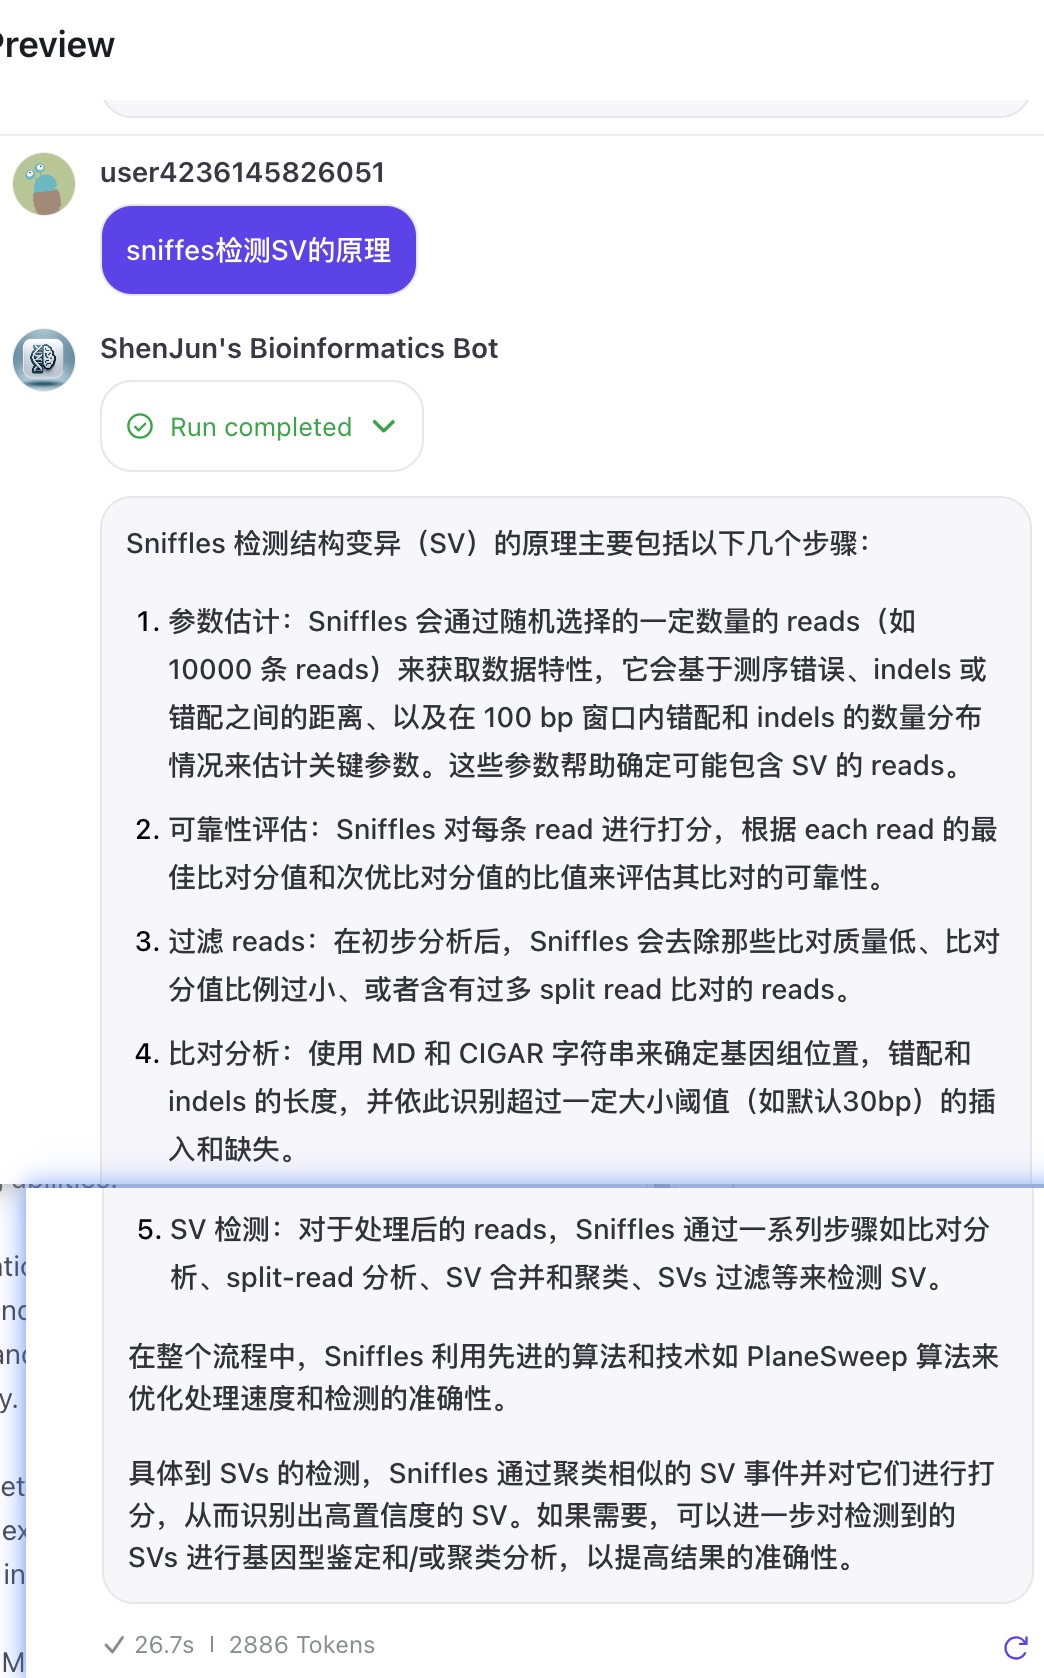 Preview
user4236145826051
sniffes检测SV的原理
ShenJun's Bioinformatics Bot
Run completed
Sniffles 检测结构变异（SV）的原理主要包括以下几个步骤：
1. 参数估计：Sniffles 会通过随机选择的一定数量的 reads（如
10000 条 reads）来获取数据特性，它会基于测序错误、indels 或
错配之间的距离、以及在 100 bp 窗口内错配和 indels 的数量分布
情况来估计关键参数。这些参数帮助确定可能包含 SV 的 reads。
2. 可靠性评估：Sniffles 对每条 read 进行打分，根据 each read 的最
佳比对分值和次优比对分值的比值来评估其比对的可靠性。
3. 过滤 reads：在初步分析后，Sniffles 会去除那些比对质量低、比对
分值比例过小、或者含有过多 split read 比对的 reads。
4. 比对分析：使用 MD 和 CIGAR 字符串来确定基因组位置，错配和
indels 的长度，并依此识别超过一定大小阈值（如默认30bp）的插
入和缺失。
5. SV 检测：对于处理后的 reads，Sniffles 通过一系列步骤如比对分
析、split-read 分析、SV 合并和聚类、SVs 过滤等来检测 SV。
在整个流程中，Sniffles 利用先进的算法和技术如 PlaneSweep 算法来
优化处理速度和检测的准确性。
具体到 SVs 的检测，Sniffles 通过聚类相似的 SV 事件并对它们进行打
分，从而识别出高置信度的 SV。如果需要，可以进一步对检测到的
SVs 进行基因型鉴定和/或聚类分析，以提高结果的准确性。
26.7s | 2886 Tokens